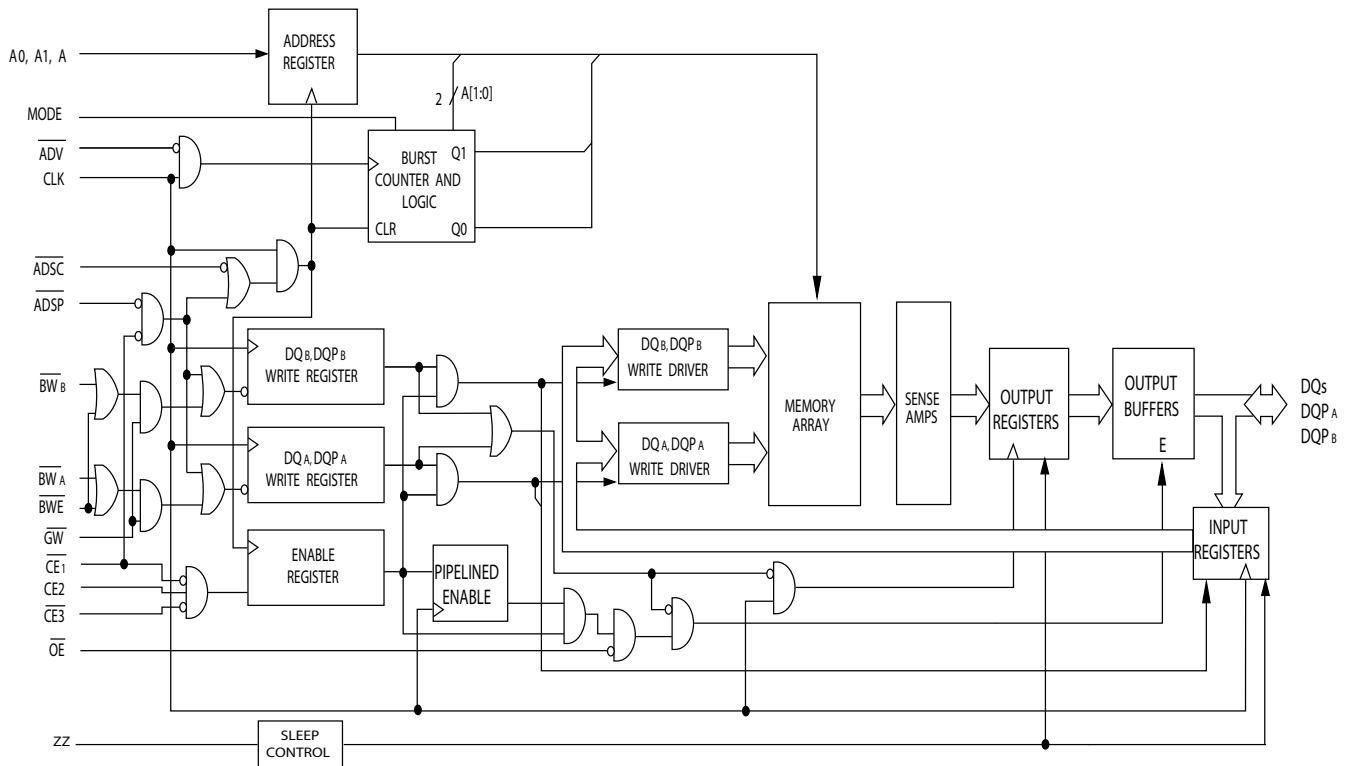 A0, A1, A
ADDRESS
REGISTER
MODE
2
A[1:0]
ADV
CLK
BURST
COUNTER AND
LOGIC
Q1
CLR
Q0
ADSC
ADSP
DQB, DQPB
WRITE REGISTER
DQB, DQPB
WRITE DRIVER
BWB
MEMORY
ARRAY
SENSE
AMPS
OUTPUT
REGISTERS
OUTPUT
BUFFERS
E
DQs
DQPA
DQPB
DQA, DQPA
WRITE REGISTER
DQA, DQPA
WRITE DRIVER
BWA
BWE
GW
INPUT
REGISTERS
CE1
CE2
CE3
ENABLE
REGISTER
PIPELINED
ENABLE
OE
ZZ
SLEEP
CONTROL